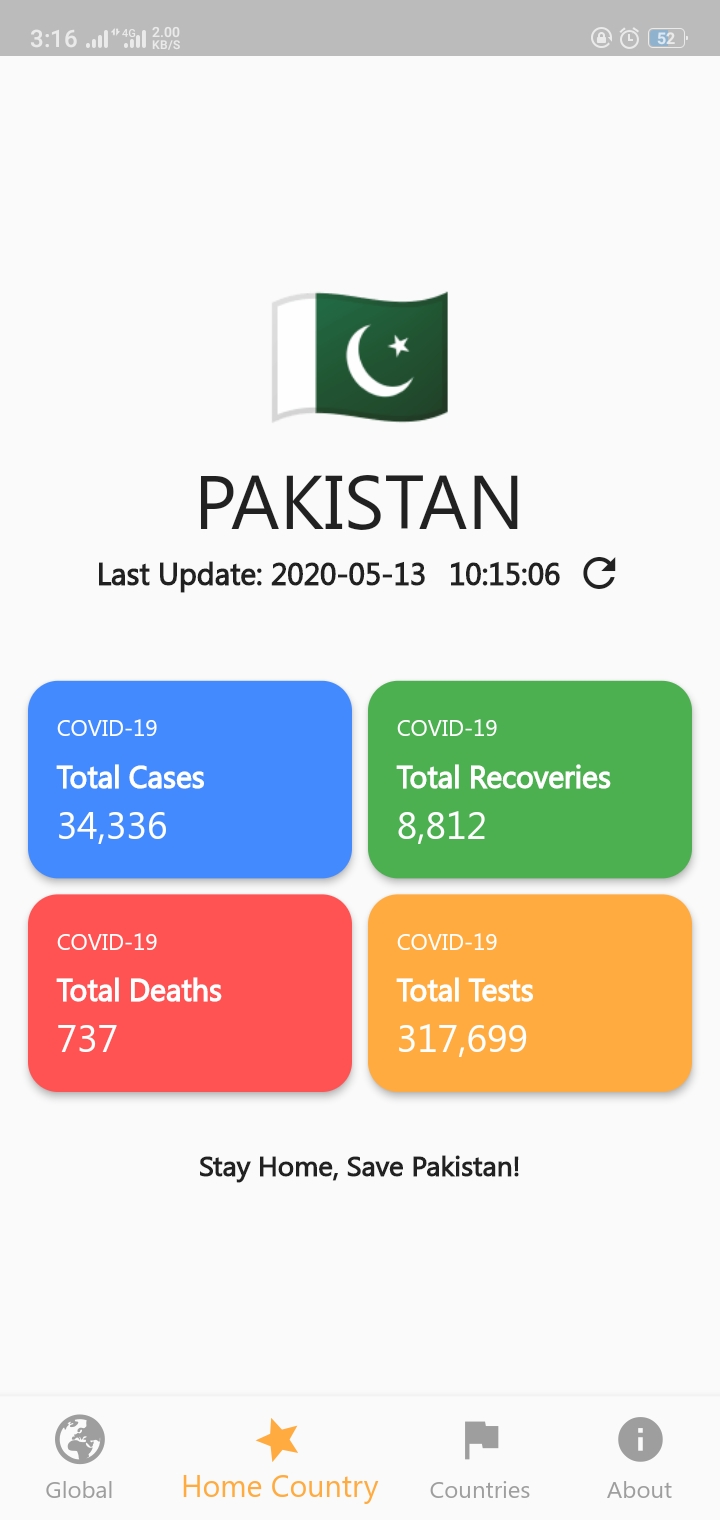 3:16 4G 2.00 KB/S 52
PAKISTAN
Last Update: 2020-05-13 10:15:06
COVID-19
Total Cases
34,336
COVID-19
Total Recoveries
8,812
COVID-19
Total Deaths
737
COVID-19
Total Tests
317,699
Stay Home, Save Pakistan!
Global
Home Country
Countries
About